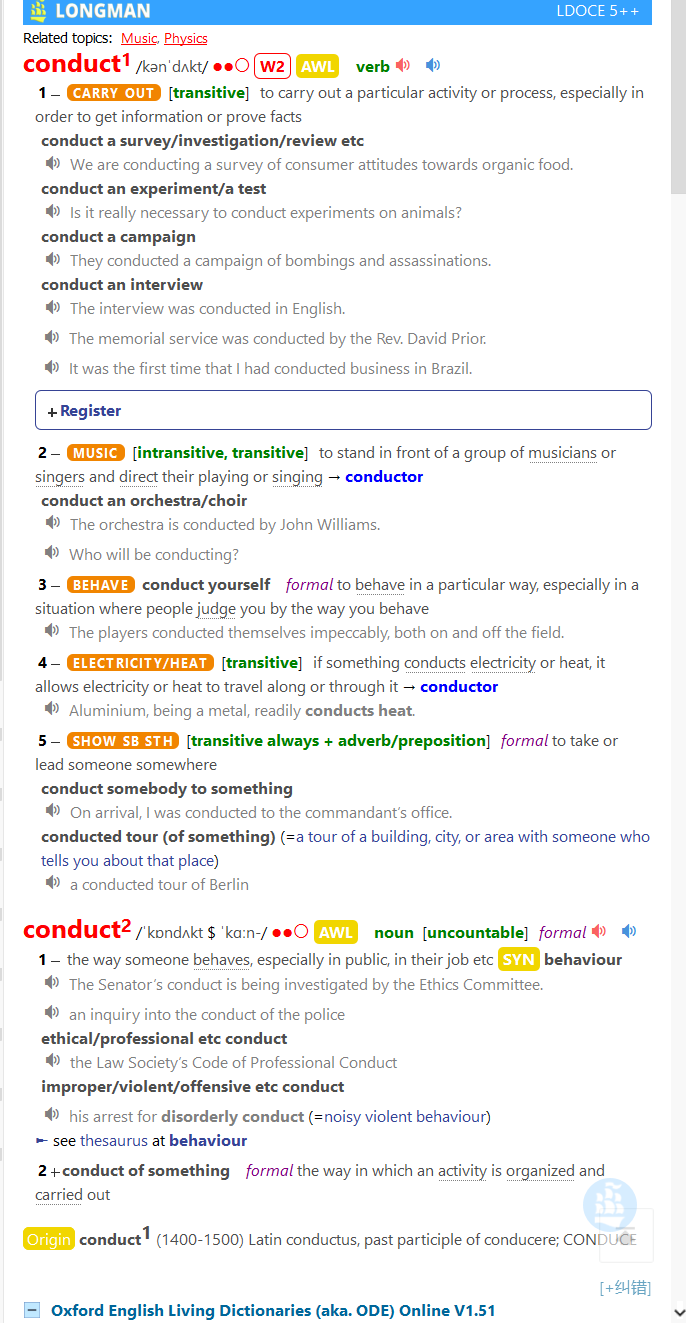 LONGMAN LDOCE 5++
Related topics: Music, Physics
conduct1 /kənˈdʌkt/ ●●○ W2 AWL verb
1 – CARRY OUT [transitive] to carry out a particular activity or process, especially in
order to get information or prove facts
conduct a survey/investigation/review etc
We are conducting a survey of consumer attitudes towards organic food.
conduct an experiment/a test
Is it really necessary to conduct experiments on animals?
conduct a campaign
They conducted a campaign of bombings and assassinations.
conduct an interview
The interview was conducted in English.
The memorial service was conducted by the Rev. David Prior.
It was the first time that I had conducted business in Brazil.
+Register
2 – MUSIC [intransitive, transitive] to stand in front of a group of musicians or
singers and direct their playing or singing → conductor
conduct an orchestra/choir
The orchestra is conducted by John Williams.
Who will be conducting?
3 – BEHAVE conduct yourself formal to behave in a particular way, especially in a
situation where people judge you by the way you behave
The players conducted themselves impeccably, both on and off the field.
4 – ELECTRICITY/HEAT [transitive] if something conducts electricity or heat, it
allows electricity or heat to travel along or through it → conductor
Aluminium, being a metal, readily conducts heat.
5 – SHOW SB STH [transitive always + adverb/preposition] formal to take or
lead someone somewhere
conduct somebody to something
On arrival, I was conducted to the commandant's office.
conducted tour (of something) (=a tour of a building, city, or area with someone who
tells you about that place)
a conducted tour of Berlin
conduct2 /ˈkɒndʌkt $ ˈkɑːn-/ ●●○ AWL noun [uncountable] formal
1 – the way someone behaves, especially in public, in their job etc SYN behaviour
The Senator's conduct is being investigated by the Ethics Committee.
an inquiry into the conduct of the police
ethical/professional etc conduct
the Law Society's Code of Professional Conduct
improper/violent/offensive etc conduct
his arrest for disorderly conduct (=noisy violent behaviour)
► see thesaurus at behaviour
2 + conduct of something formal the way in which an activity is organized and
carried out
Origin conduct1 (1400-1500) Latin conductus, past participle of conducere; CONDUCE
[+纠错]
Oxford English Living Dictionaries (aka. ODE) Online V1.51